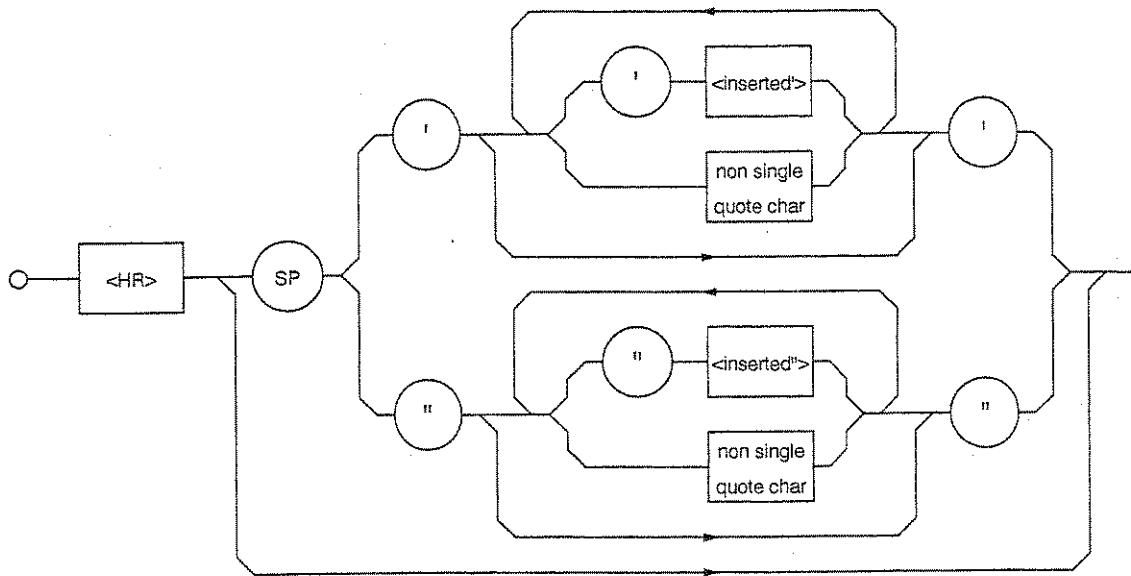 ' <inserted'>
' '
non single
quote char
<HR> SP
" <inserted">
" "
non single
quote char